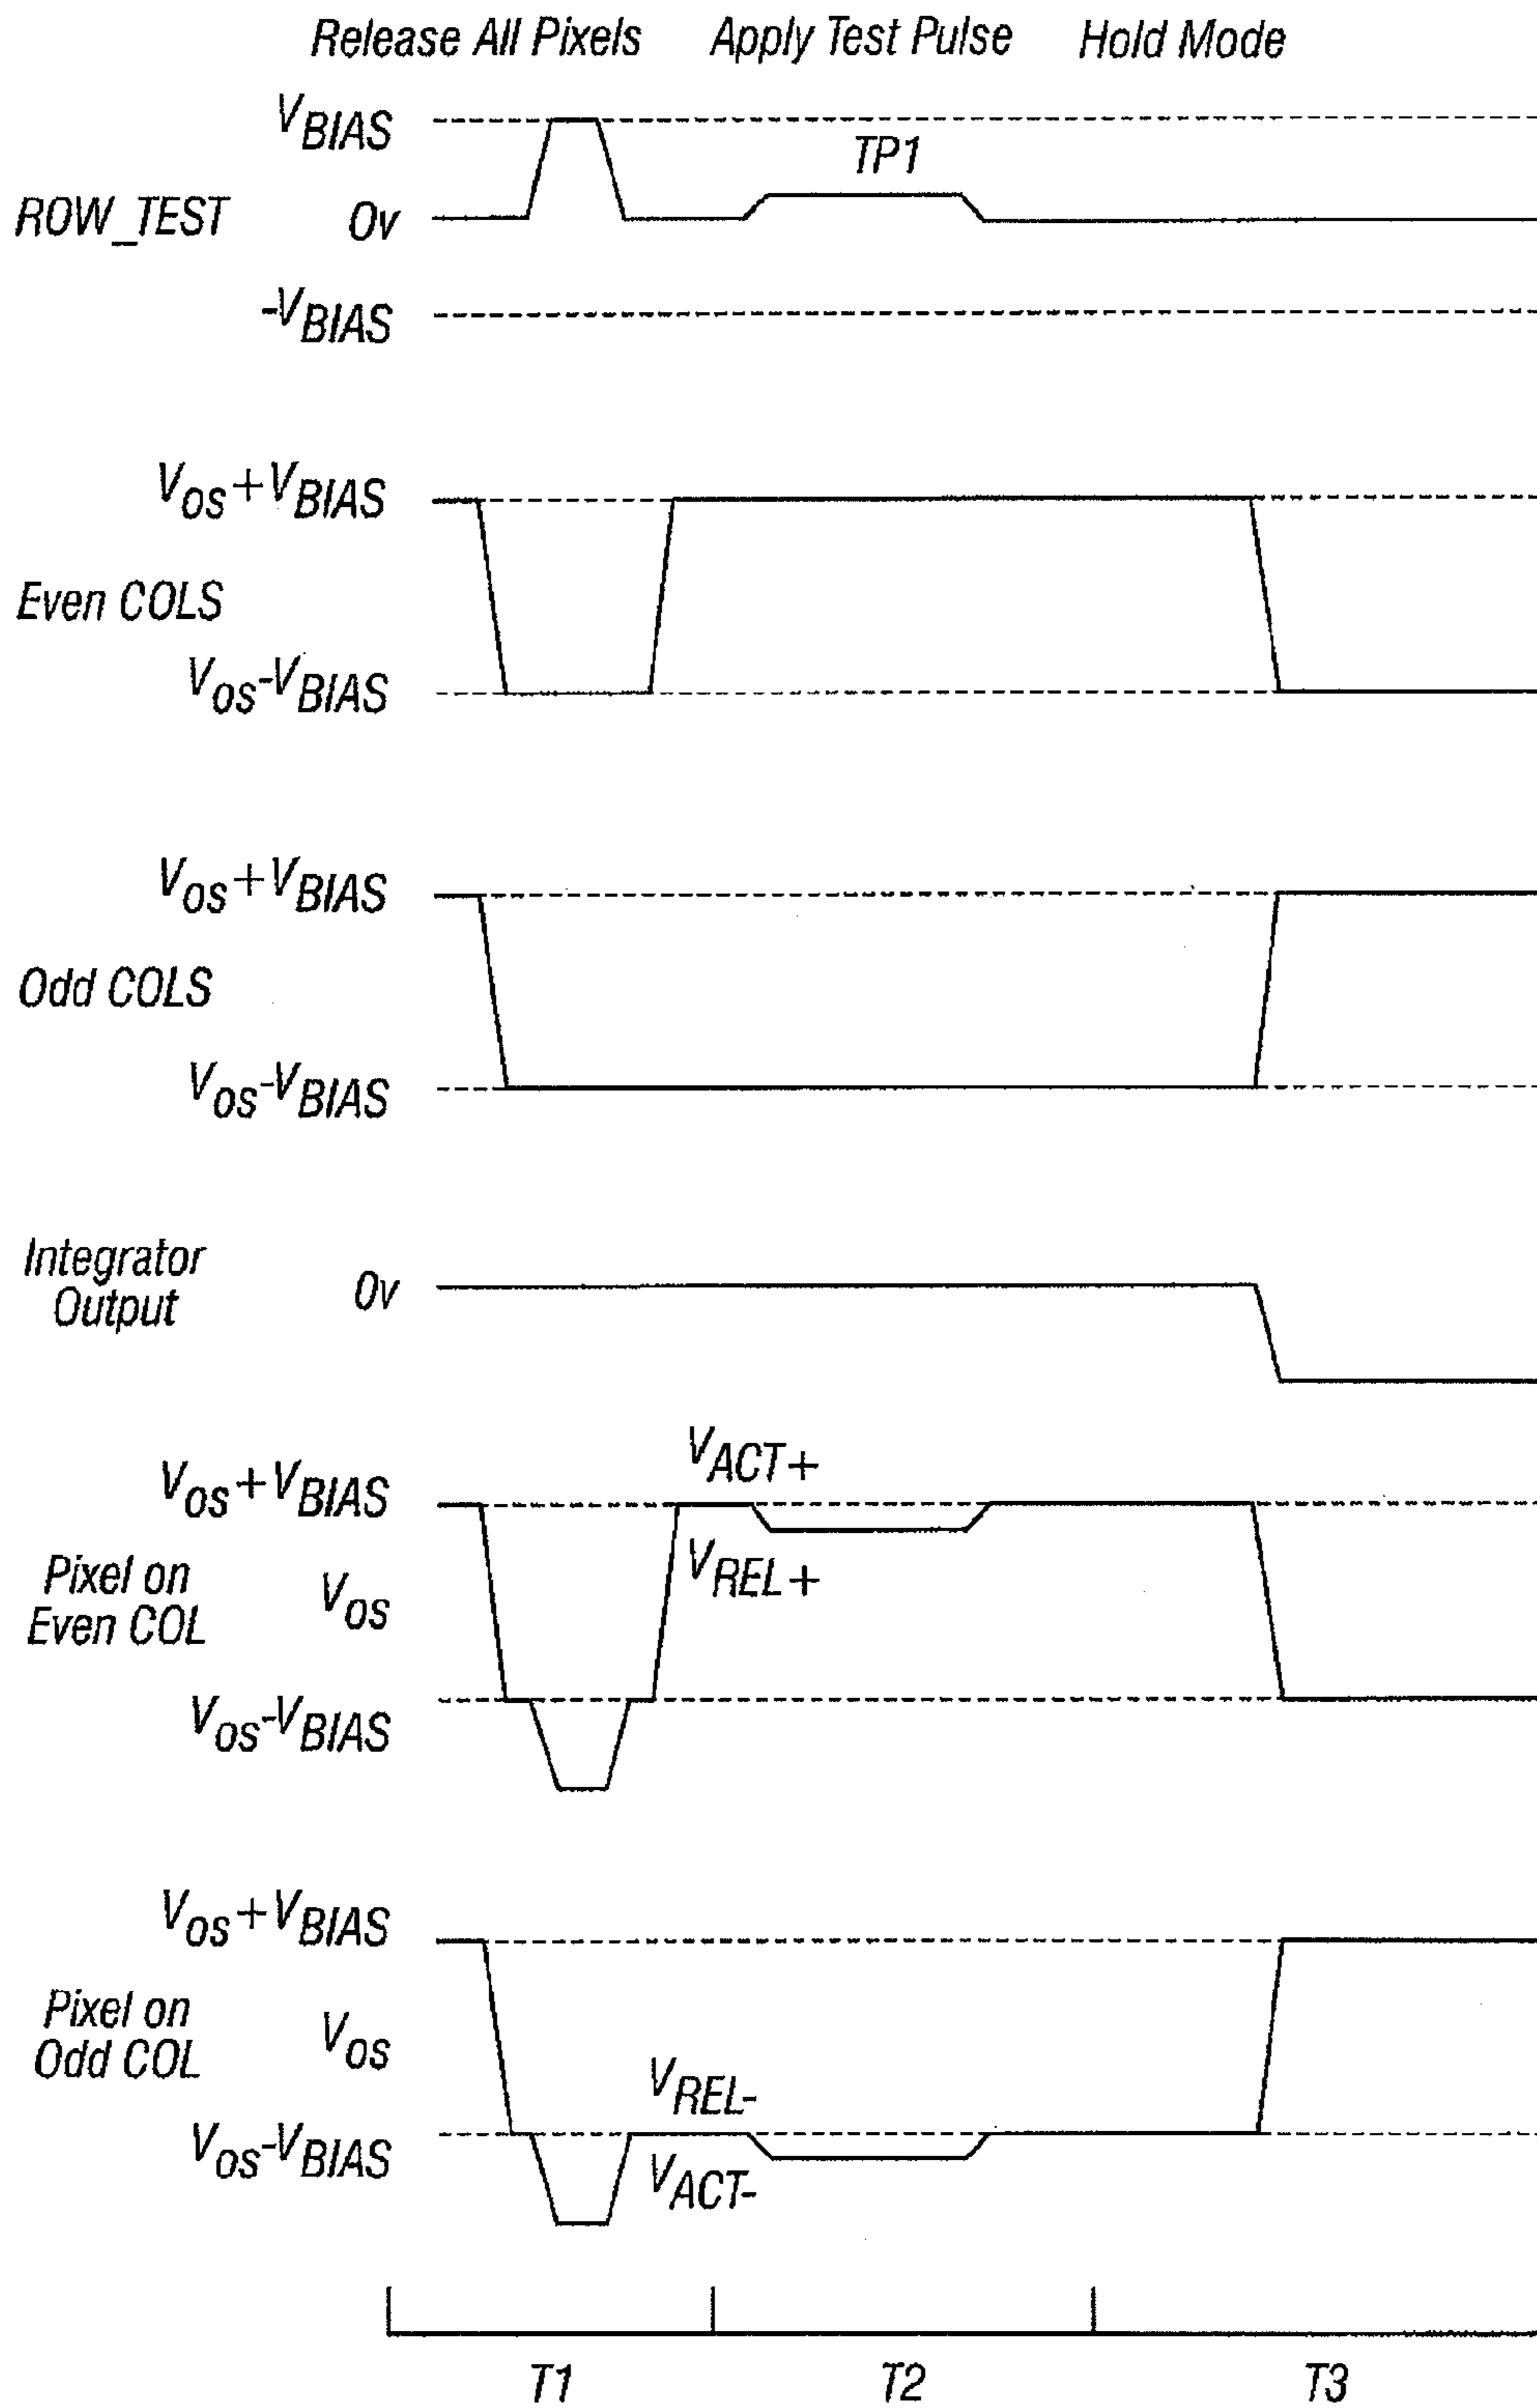 Release All Pixels Apply Test Pulse Hold Mode
VBIAS
TP1
ROW_TEST 0v
-VBIAS
Vos+VBIAS
Even COLS
Vos-VBIAS
Vos+VBIAS
Odd COLS
Vos-VBIAS
Integrator
Output
0v
VACT+
Vos+VBIAS
VREL+
Pixel on
Even COL
Vos
Vos-VBIAS
Vos+VBIAS
Pixel on
Odd COL
Vos
VREL-
Vos-VBIAS
VACT-
T1 T2 T3